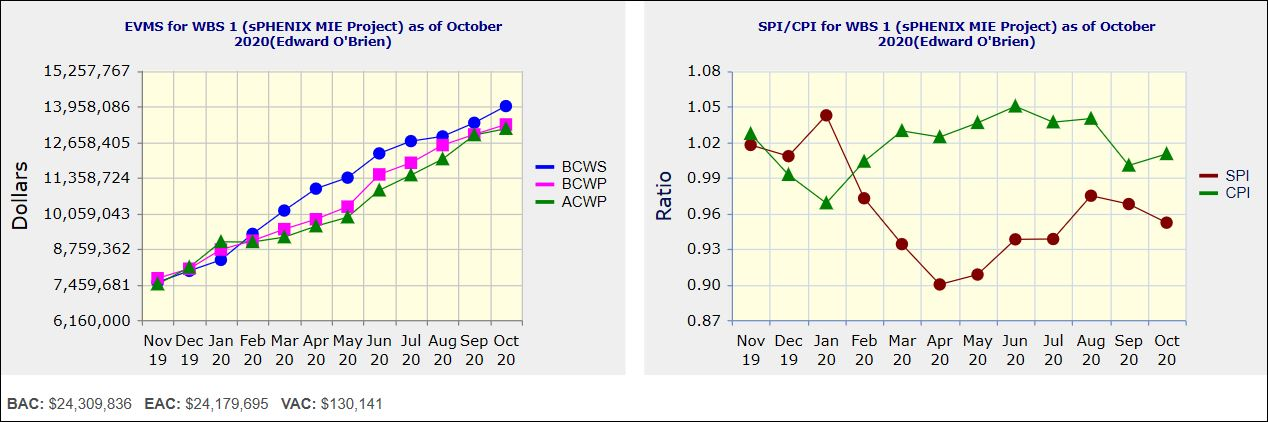 EVMS for WBS 1 (sPHENIX MIE Project) as of October
2020(Edward O'Brien)
15,257,767
13,958,086
12,658,405
11,358,724
10,059,043
8,759,362
7,459,681
6,160,000
Dollars
Nov Dec Jan Feb Mar Apr May Jun Jul Aug Sep Oct
19 19 20 20 20 20 20 20 20 20 20 20
BCWS
BCWP
ACWP
SPI/CPI for WBS 1 (sPHENIX MIE Project) as of October
2020(Edward O'Brien)
1.08
1.05
1.02
0.99
0.96
0.93
0.90
0.87
Ratio
Nov Dec Jan Feb Mar Apr May Jun Jul Aug Sep Oct
19 19 20 20 20 20 20 20 20 20 20 20
SPI
CPI
BAC: $24,309,836 EAC: $24,179,695 VAC: $130,141